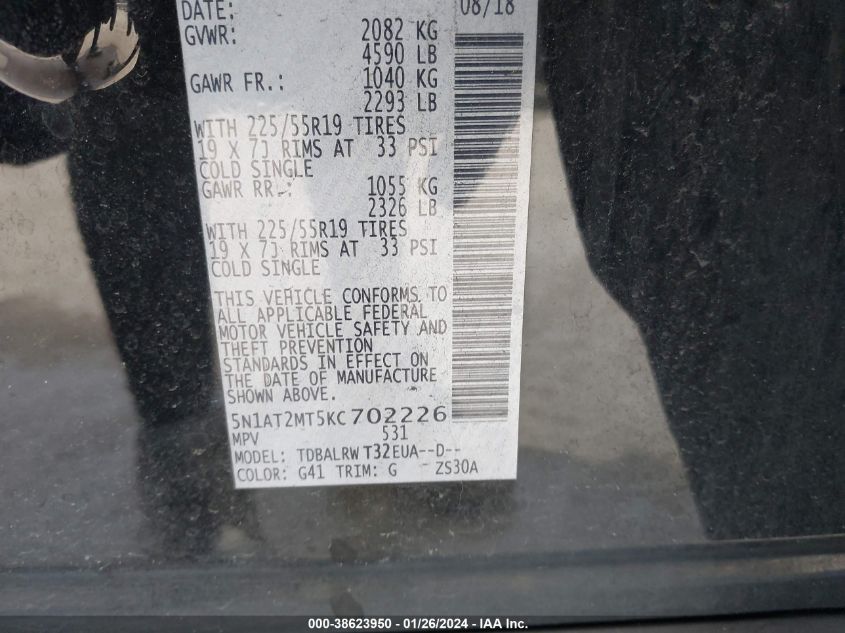 DATE: 08/18
GVWR: 2082 KG
4590 LB
GAWR FR.: 1040 KG
2293 LB
WITH 225/55R19 TIRES
19 X 7J RIMS AT 33 PSI
COLD SINGLE
GAWR RR.: 1055 KG
2326 LB
WITH 225/55R19 TIRES
19 X 7J RIMS AT 33 PSI
COLD SINGLE
THIS VEHICLE CONFORMS TO
ALL APPLICABLE FEDERAL
MOTOR VEHICLE SAFETY AND
THEFT PREVENTION
STANDARDS IN EFFECT ON
THE DATE OF MANUFACTURE
SHOWN ABOVE.
5N1AT2MT5KC702226
MPV 531
MODEL: TDBALRW T32EUA--D--
COLOR: G41 TRIM: G ZS30A
000-38623950 - 01/26/2024 - IAA Inc.